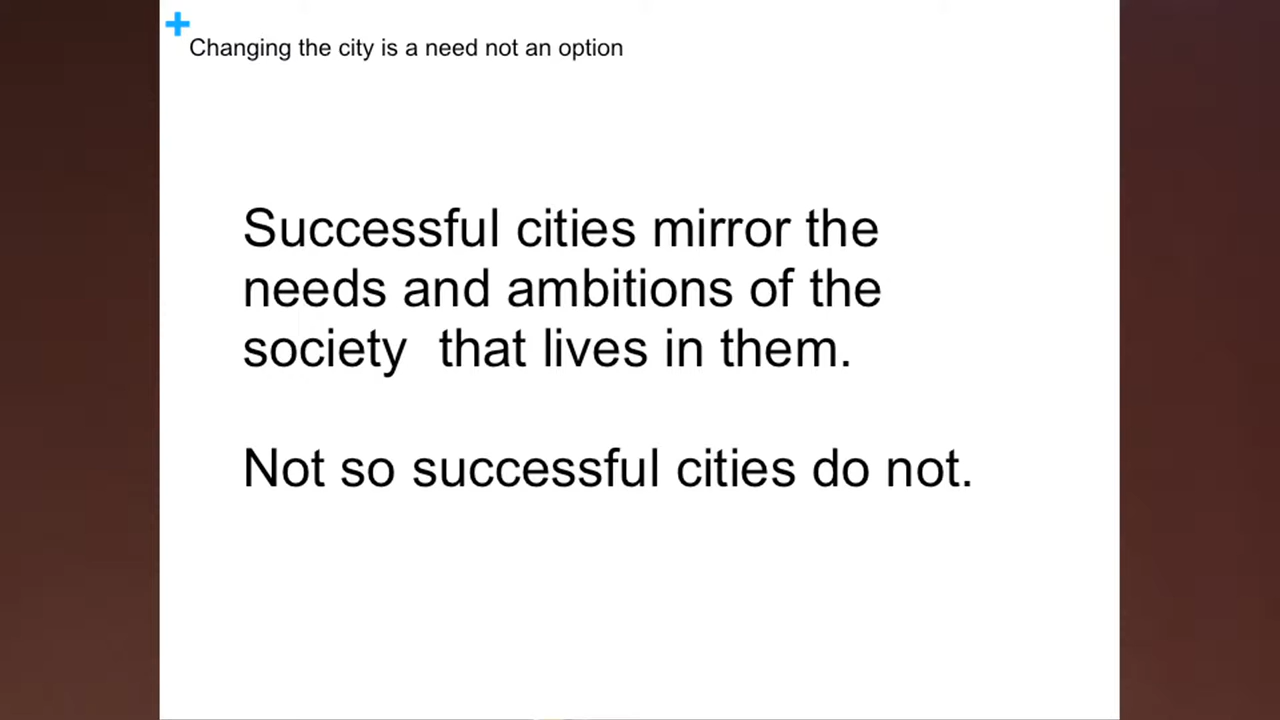 Changing the city is a need not an option
Successful cities mirror the
needs and ambitions of the
society  that lives in them.
Not so successful cities do not.